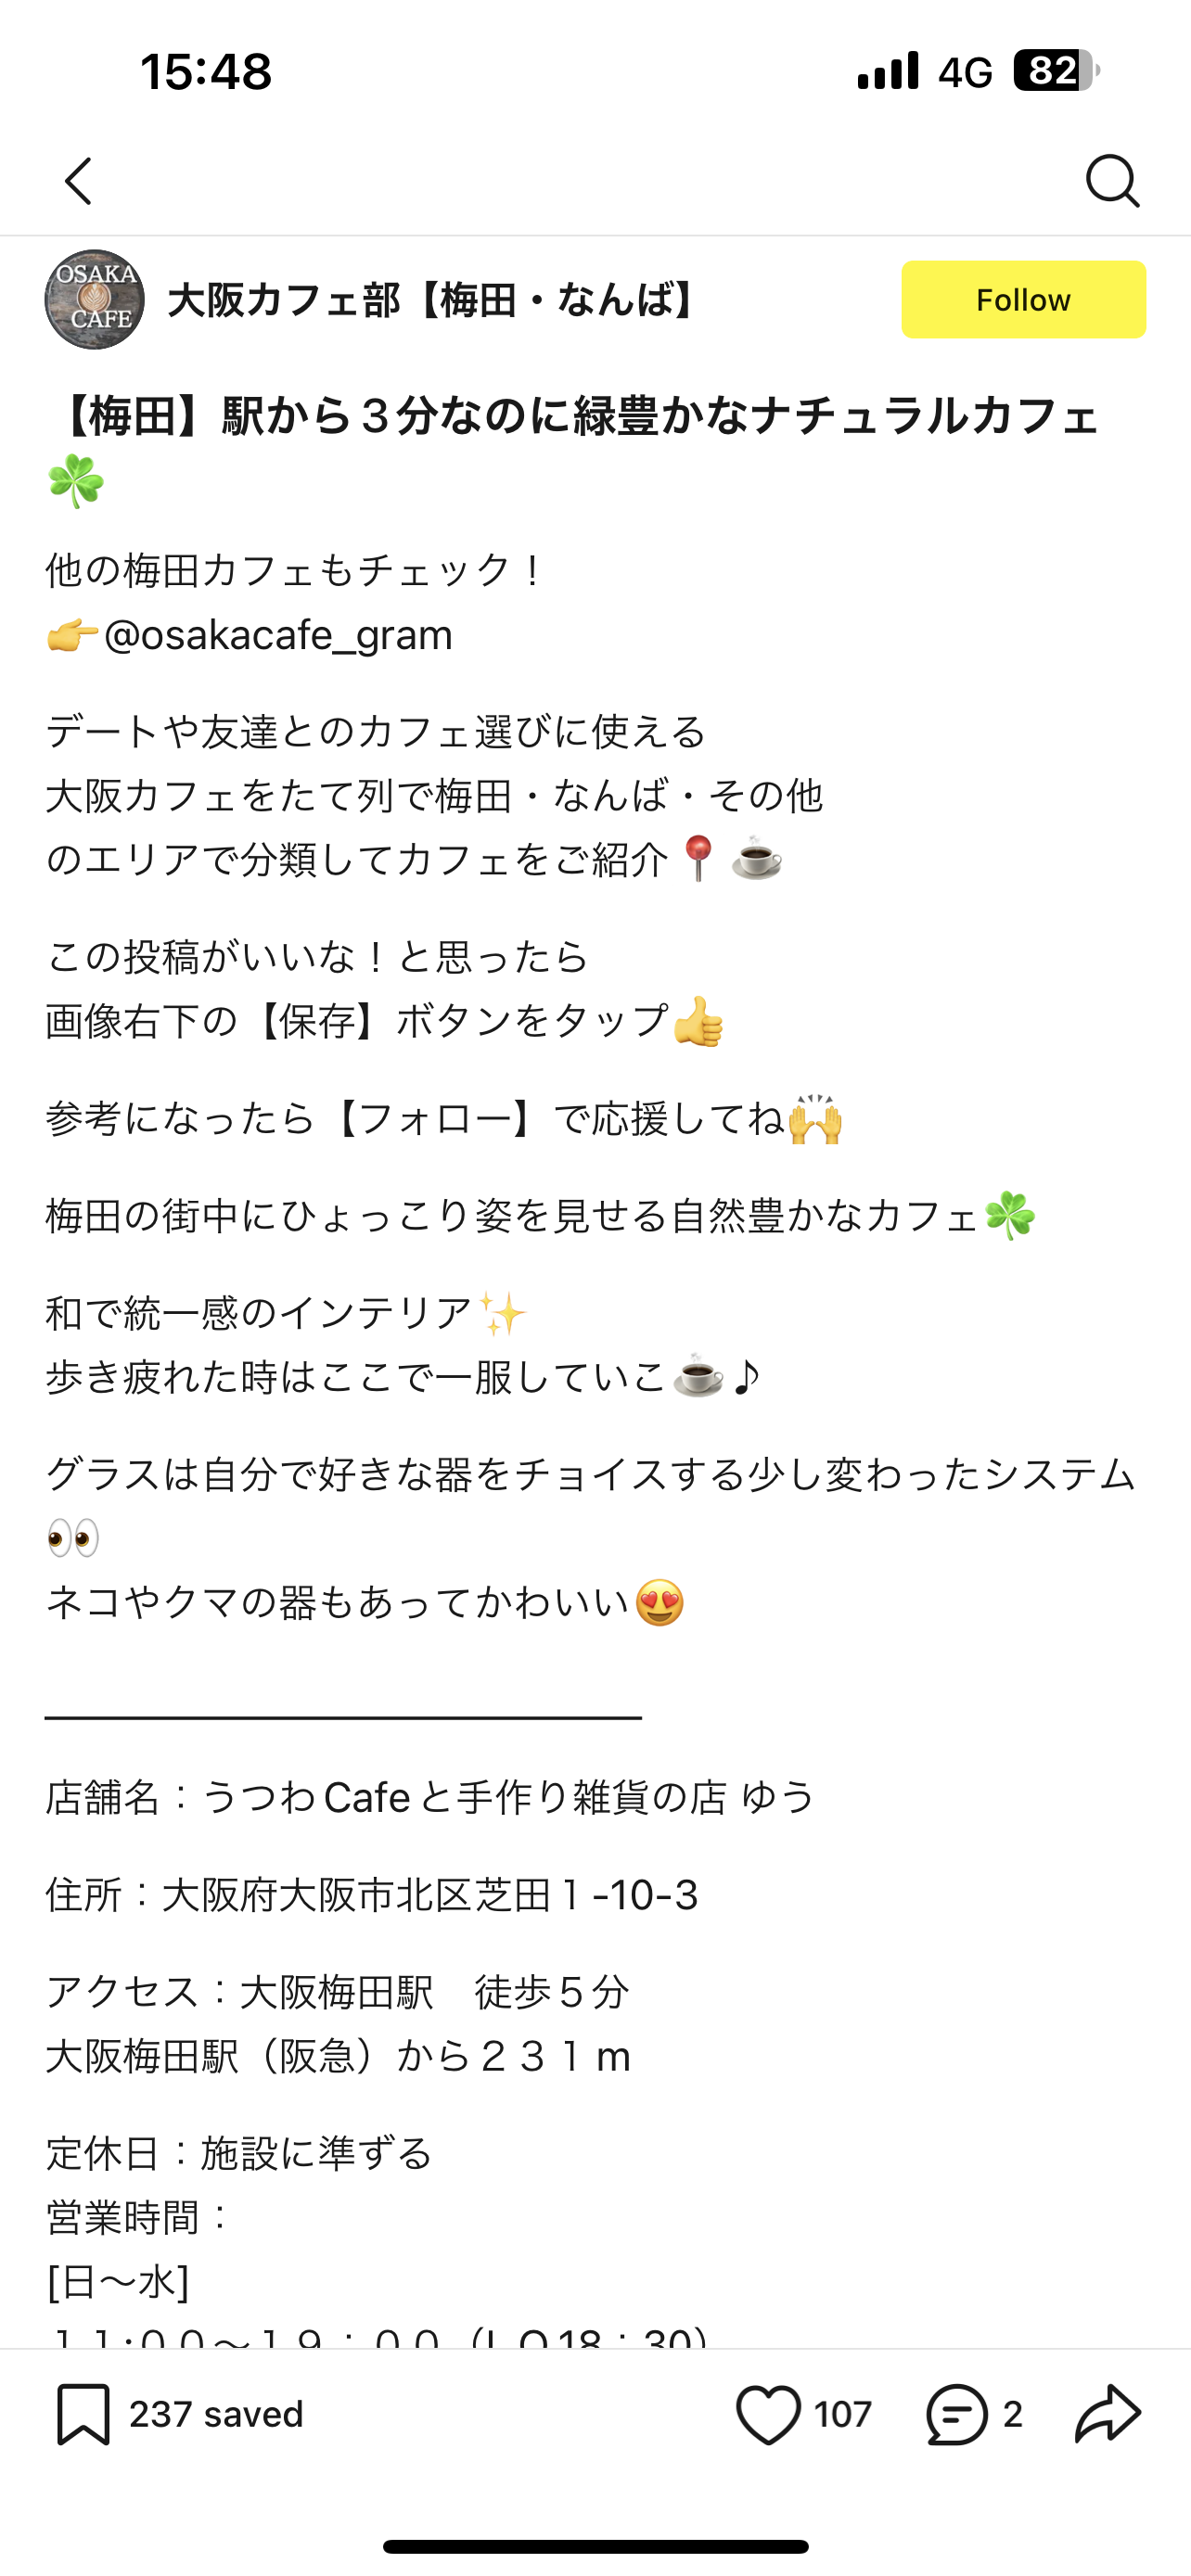 15:48
4G 82
OSAKA CAFE
大阪カフェ部【梅田・なんば】
Follow
【梅田】駅から３分なのに緑豊かなナチュラルカフェ
☘️
他の梅田カフェもチェック！
👉@osakacafe_gram
デートや友達とのカフェ選びに使える
大阪カフェをたて列で梅田・なんば・その他
のエリアで分類してカフェをご紹介📍☕️
この投稿がいいな！と思ったら
画像右下の【保存】ボタンをタップ👍
参考になったら【フォロー】で応援してね🙌
梅田の街中にひょっこり姿を見せる自然豊かなカフェ☘️
和で統一感のインテリア✨
歩き疲れた時はここで一服していこ☕️♪
グラスは自分で好きな器をチョイスする少し変わったシステム
👀
ネコやクマの器もあってかわいい😍
店舗名：うつわCafeと手作り雑貨の店 ゆう
住所：大阪府大阪市北区芝田１-10-3
アクセス：大阪梅田駅　徒歩５分
大阪梅田駅（阪急）から２３１m
定休日：施設に準ずる
営業時間：
[日〜水]
１１:００〜１９：００（L.O 18：30）
237 saved
107
2